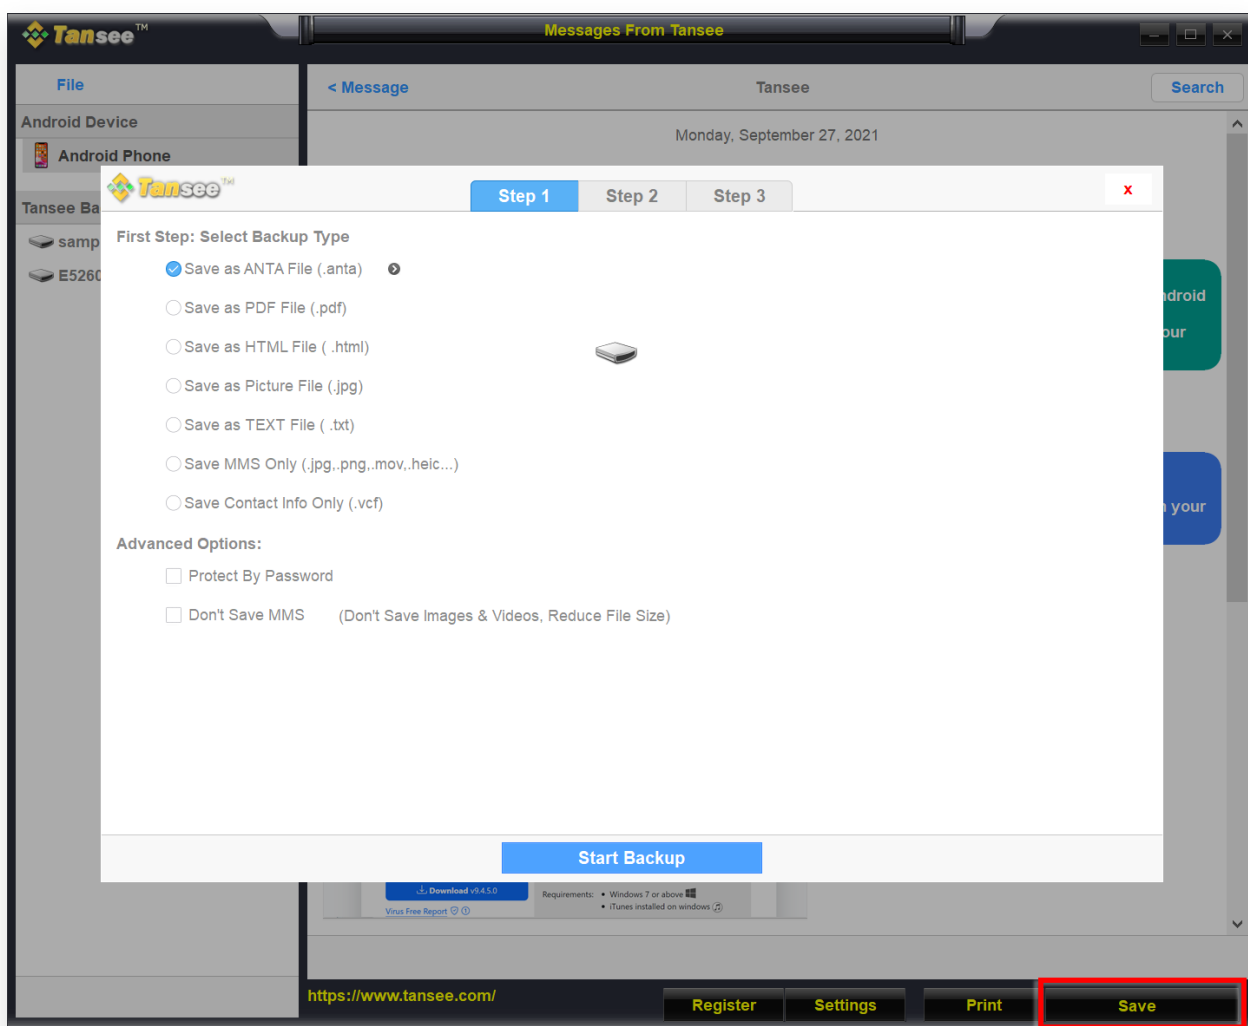 Tansee™
Messages From Tansee
File
< Message
Tansee
Search
Android Device
Monday, September 27, 2021
Android Phone
Tansee™
Step 1
Step 2
Step 3
x
Tansee Ba
First Step: Select Backup Type
samp
Save as ANTA File (.anta)
E5260
ndroid
Save as PDF File (.pdf)
our
Save as HTML File ( .html)
Save as Picture File (.jpg)
Save as TEXT File ( .txt)
Save MMS Only (.jpg,.png,.mov,.heic...)
Save Contact Info Only (.vcf)
your
Advanced Options:
Protect By Password
Don't Save MMS (Don't Save Images & Videos, Reduce File Size)
Start Backup
Download v9.4.5.0
Requirements: • Windows 7 or above
Virus Free Report
• iTunes installed on windows
https://www.tansee.com/
Register
Settings
Print
Save